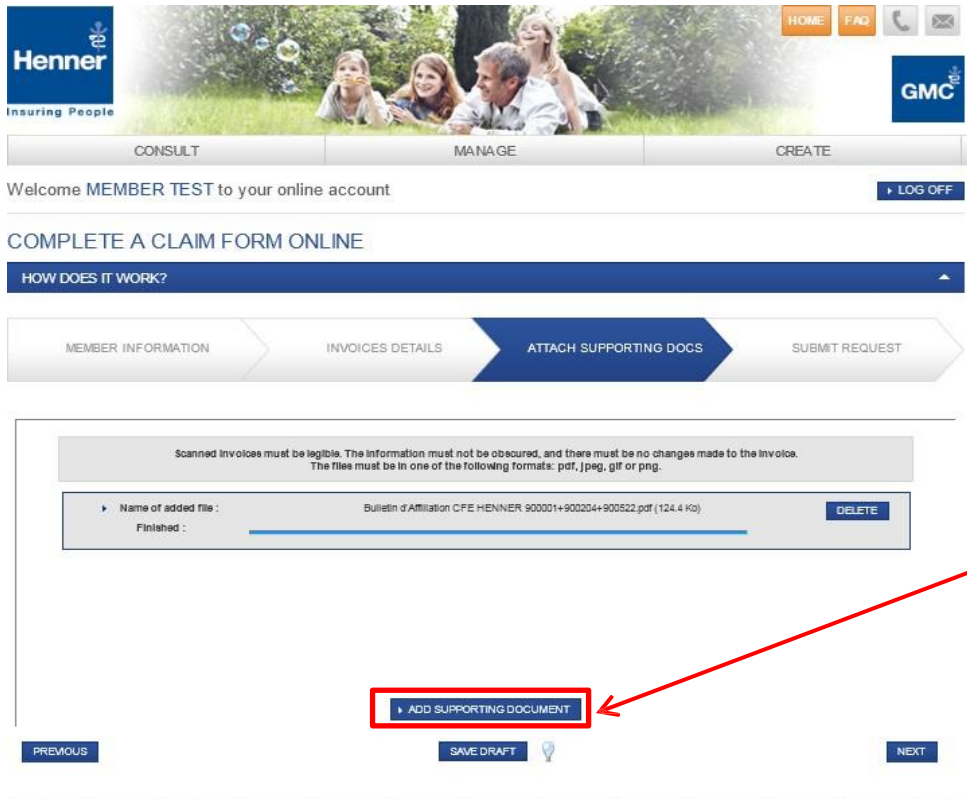 HOME FAQ
Henner
GMC
Insuring People
CONSULT MANAGE CREATE
Welcome MEMBER TEST to your online account
LOG OFF
COMPLETE A CLAIM FORM ONLINE
HOW DOES IT WORK?
MEMBER INFORMATION INVOICES DETAILS ATTACH SUPPORTING DOCS SUBMIT REQUEST
Scanned Invoices must be legible. The Information must not be obscured, and there must be no changes made to the Invoice.
The files must be in one of the following formats: pdf, jpeg, gif or png.
Name of added file : Bulletin d'Affiliation CFE HENNER 900001+900204+900522.pdf (124.4 Ko) DELETE
Finished :
ADD SUPPORTING DOCUMENT
PREVIOUS SAVE DRAFT NEXT